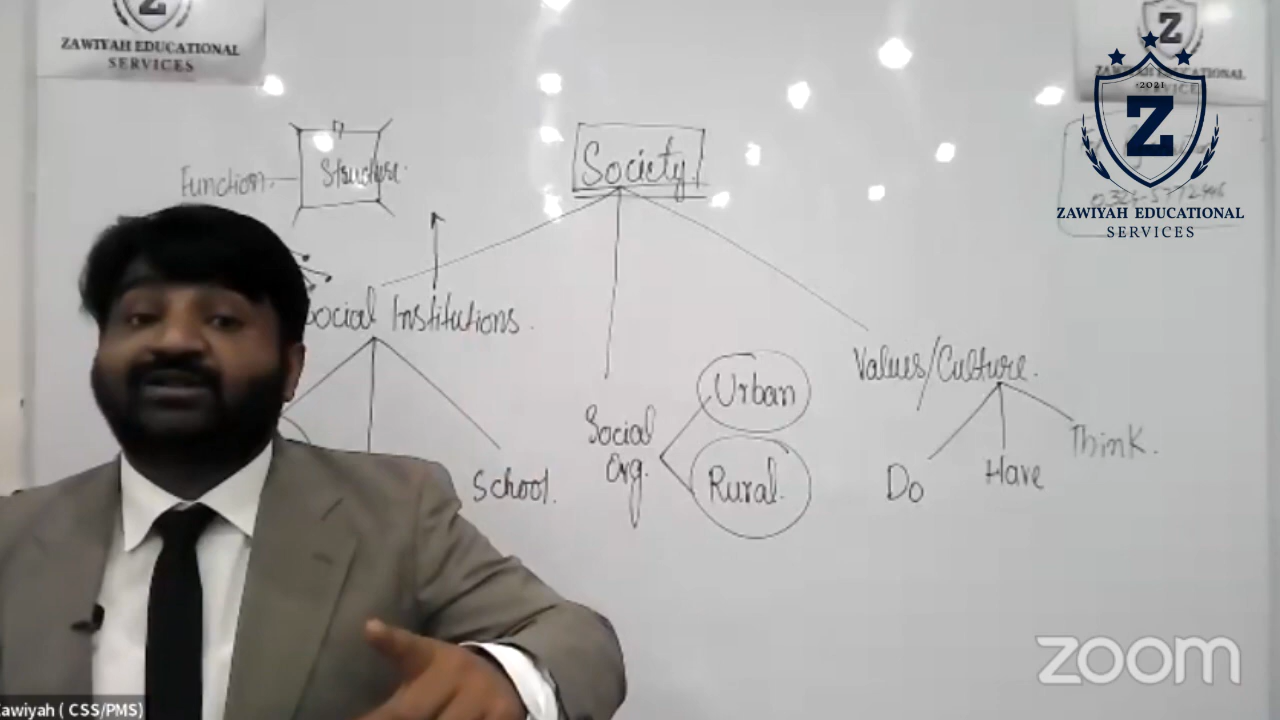 Z
ZAWIYAH EDUCATIONAL
SERVICES
Function.
Structure.
Society
Social Institutions.
School.
Social
Org.
Urban
Rural.
Values/Culture.
Do
Have
Think.
2021
Z
ZAWIYAH EDUCATIONAL
SERVICES
zoom
Zawiyah ( CSS/PMS)